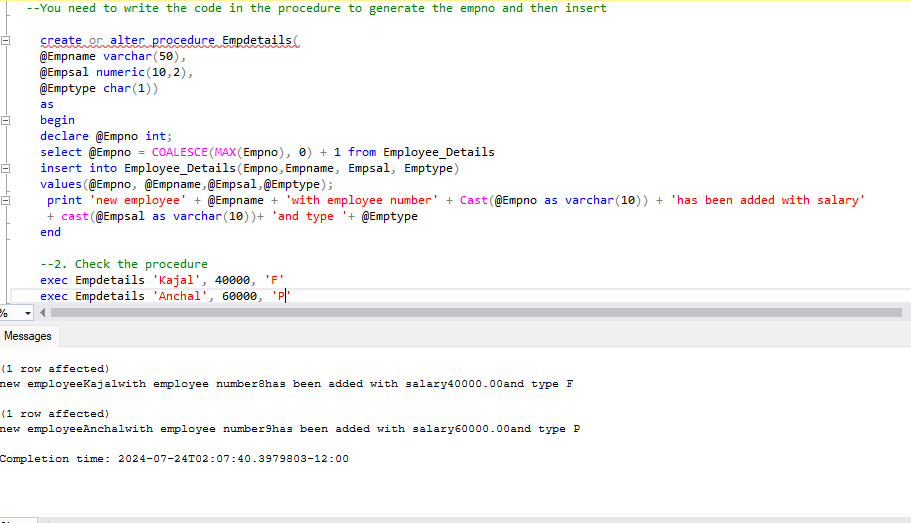 --You need to write the code in the procedure to generate the empno and then insert
create or alter procedure Empdetails(
@Empname varchar(50),
@Empsal numeric(10,2),
@Emptype char(1))
as
begin
declare @Empno int;
select @Empno = COALESCE(MAX(Empno), 0) + 1 from Employee_Details
insert into Employee_Details(Empno,Empname, Empsal, Emptype)
values(@Empno, @Empname,@Empsal,@Emptype);
print 'new employee' + @Empname + 'with employee number' + Cast(@Empno as varchar(10)) + 'has been added with salary'
+ cast(@Empsal as varchar(10))+ 'and type '+ @Emptype
end
--2. Check the procedure
exec Empdetails 'Kajal', 40000, 'F'
exec Empdetails 'Anchal', 60000, 'P'
%
Messages
(1 row affected)
new employeeKajalwith employee number8has been added with salary40000.00and type F
(1 row affected)
new employeeAnchalwith employee number9has been added with salary60000.00and type P
Completion time: 2024-07-24T02:07:40.3979803-12:00